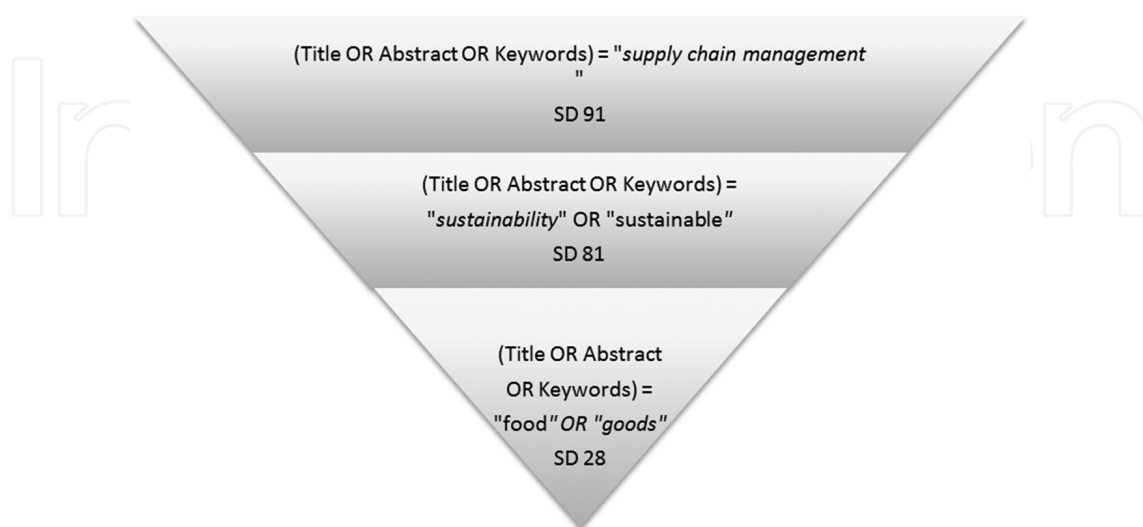 (Title OR Abstract OR Keywords) = "supply chain management
"
SD 91
(Title OR Abstract OR Keywords) =
"sustainability" OR "sustainable"
SD 81
(Title OR Abstract
OR Keywords) =
"food" OR "goods"
SD 28